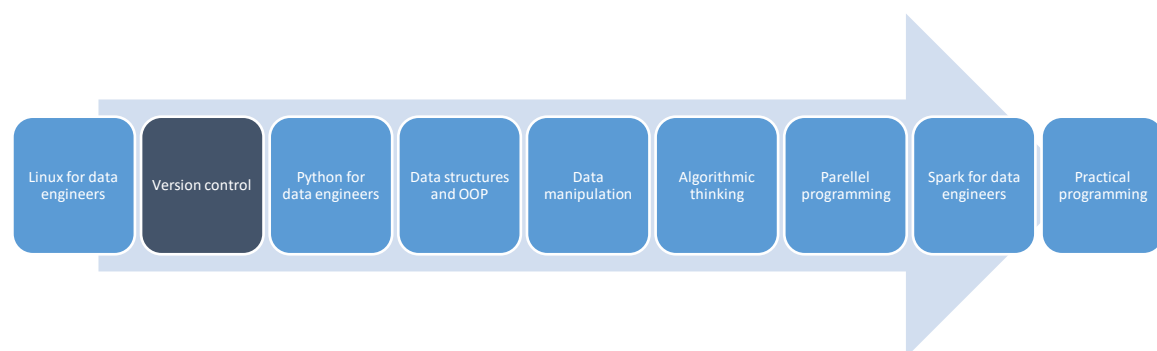 Linux for data
engineers
Version control
Python for
data engineers
Data structures
and OOP
Data
manipulation
Algorithmic
thinking
Parellel
programming
Spark for data
engineers
Practical
programming